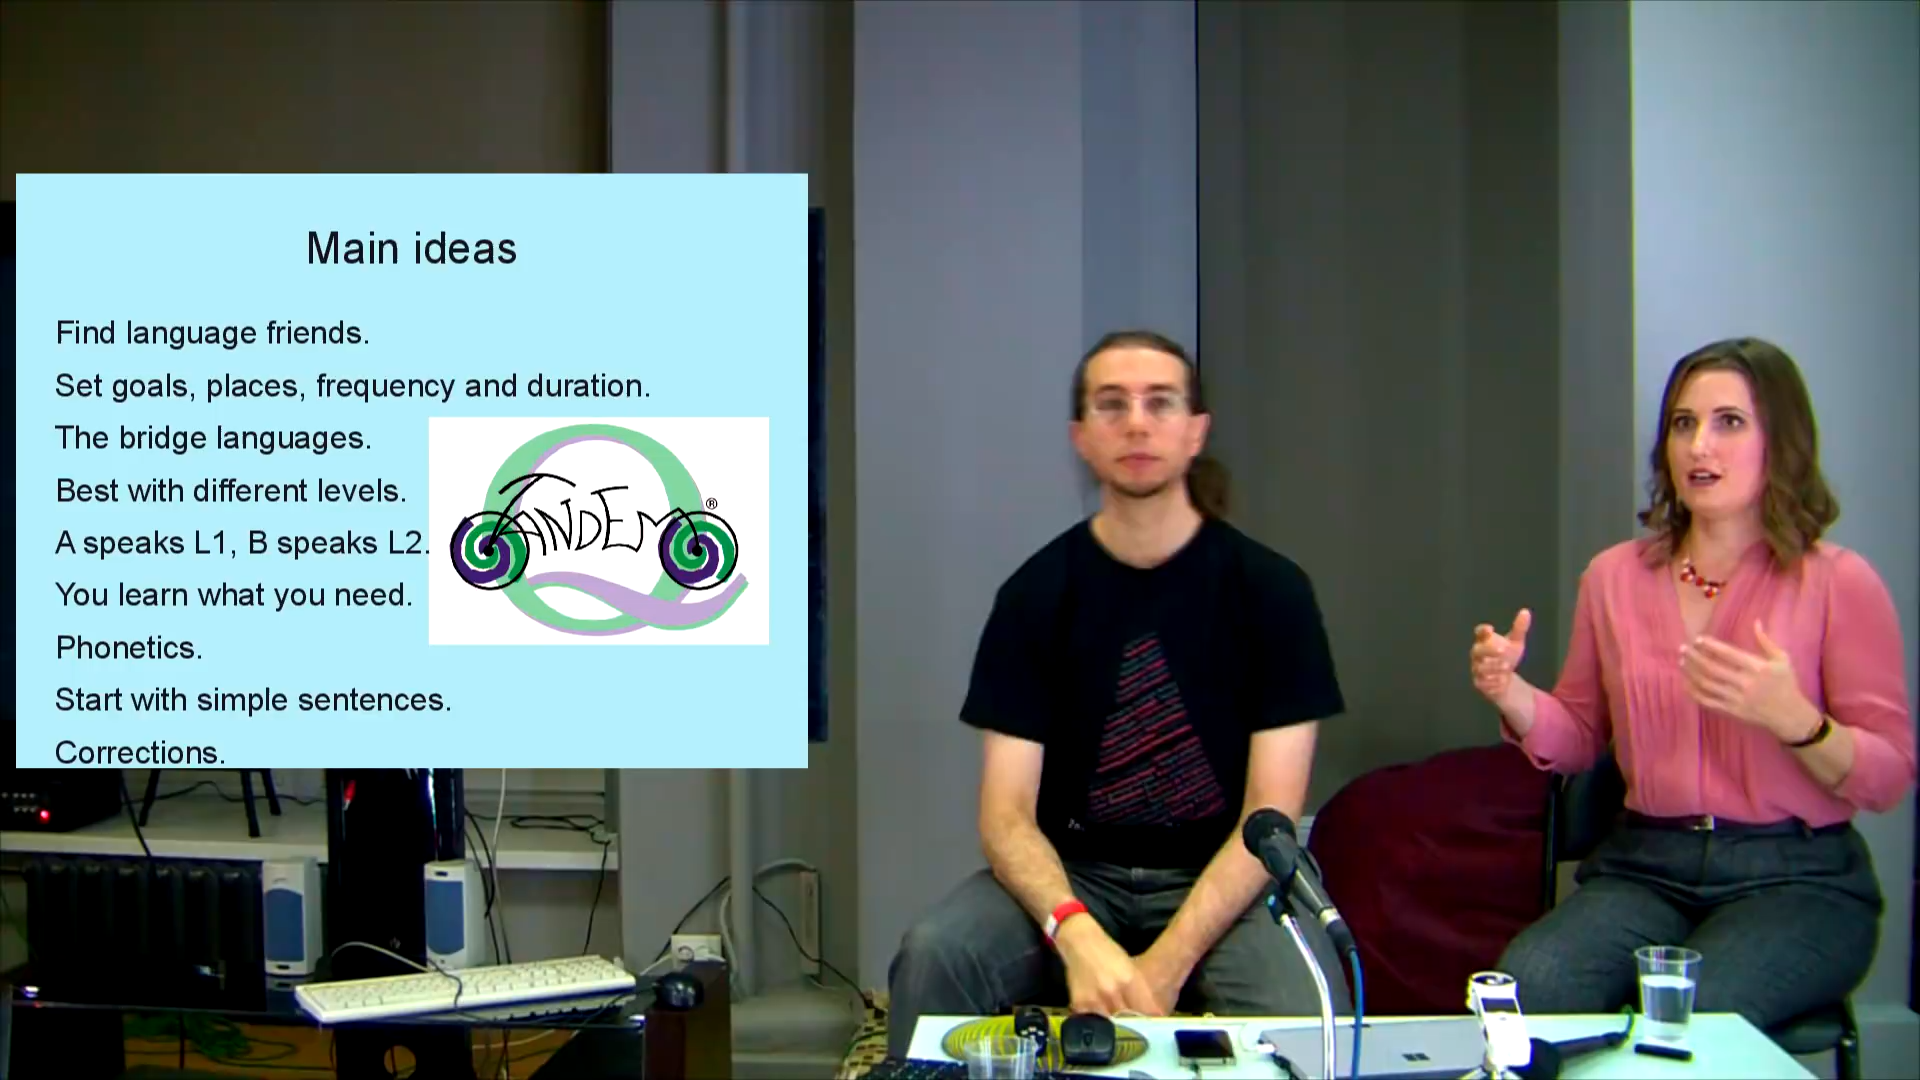 Main ideas
Find language friends.
Set goals, places, frequency and duration.
The bridge languages.
Best with different levels.
A speaks L1, B speaks L2.
You learn what you need.
Phonetics.
Start with simple sentences.
Corrections.
TANDEM ®